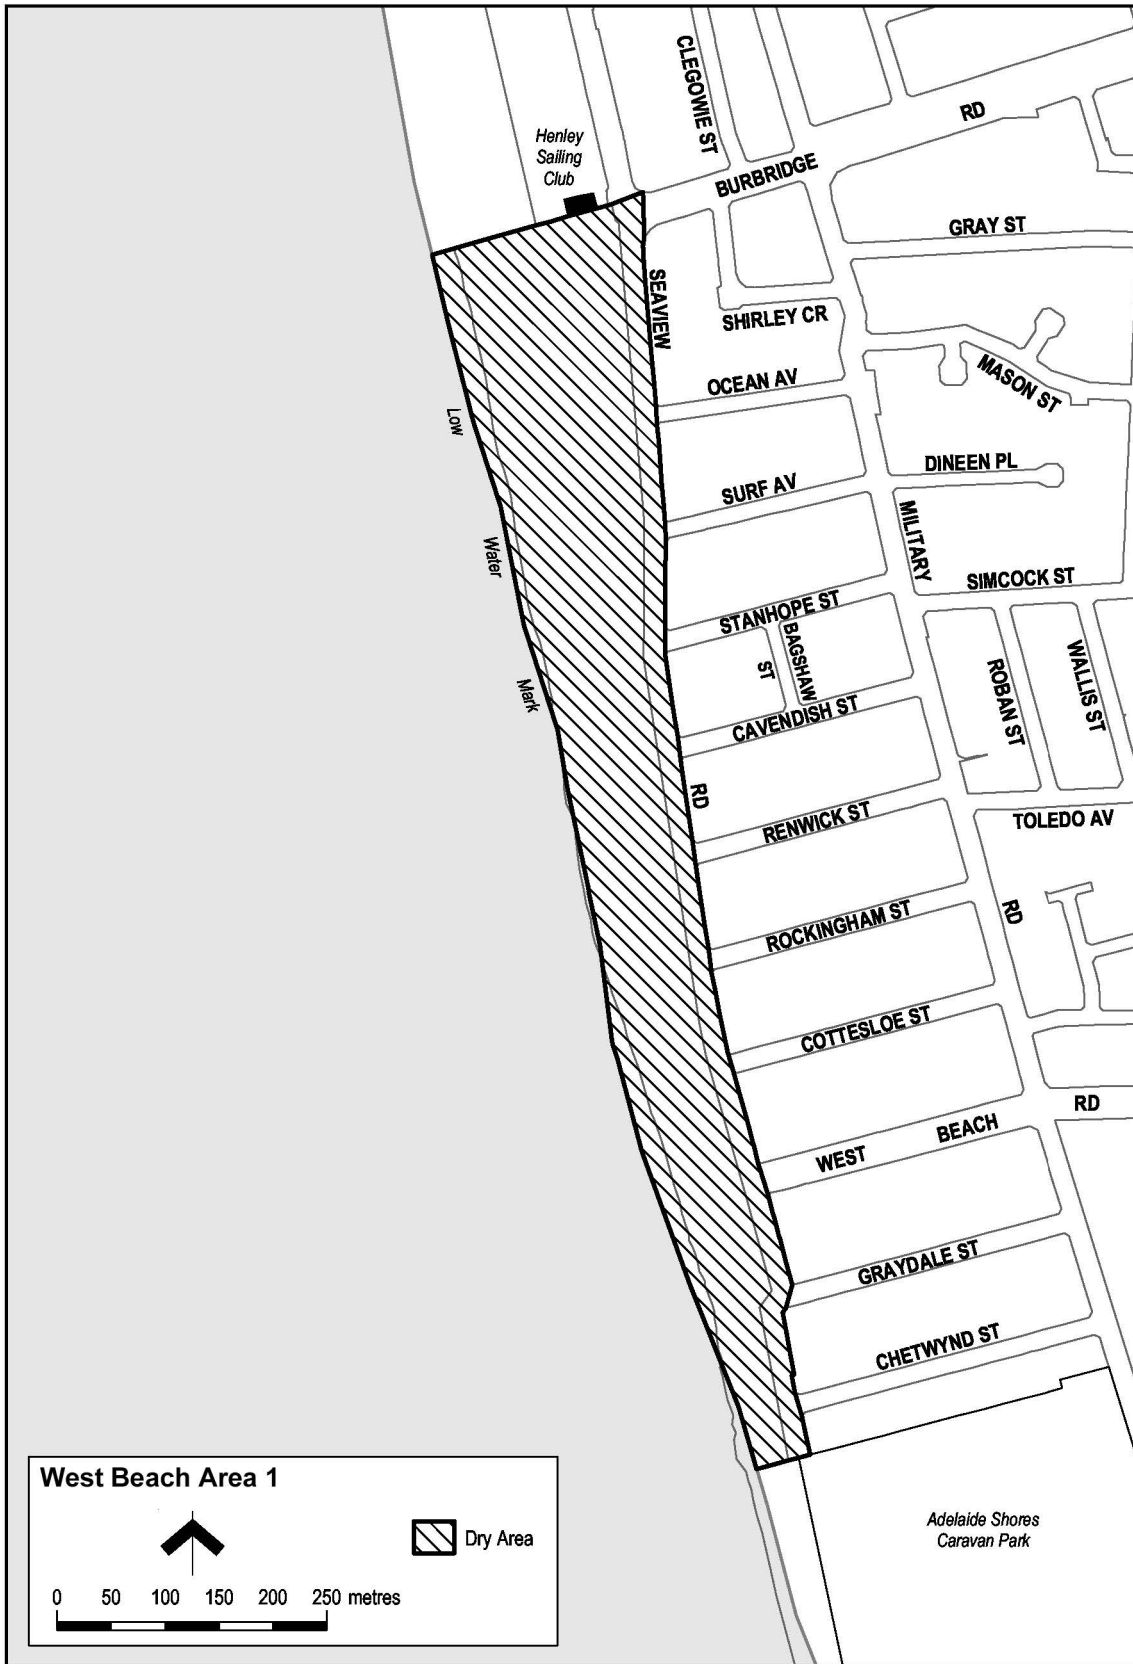 CLEGOWIE ST
RD
Henley
Sailing
Club
BURBRIDGE
GRAY ST
SEAVIEW
SHIRLEY CR
OCEAN AV
MASON ST
Low
DINEEN PL
SURF AV
MILITARY
Water
SIMCOCK ST
STANHOPE ST
BAGSHAW
ST
WALLIS ST
ROBAN ST
Mark
CAVENDISH ST
RD
RENWICK ST
TOLEDO AV
RD
ROCKINGHAM ST
COTTESLOE ST
RD
BEACH
WEST
GRAYDALE ST
CHETWYND ST
West Beach Area 1
Dry Area
0 50 100 150 200 250 metres
Adelaide Shores
Caravan Park